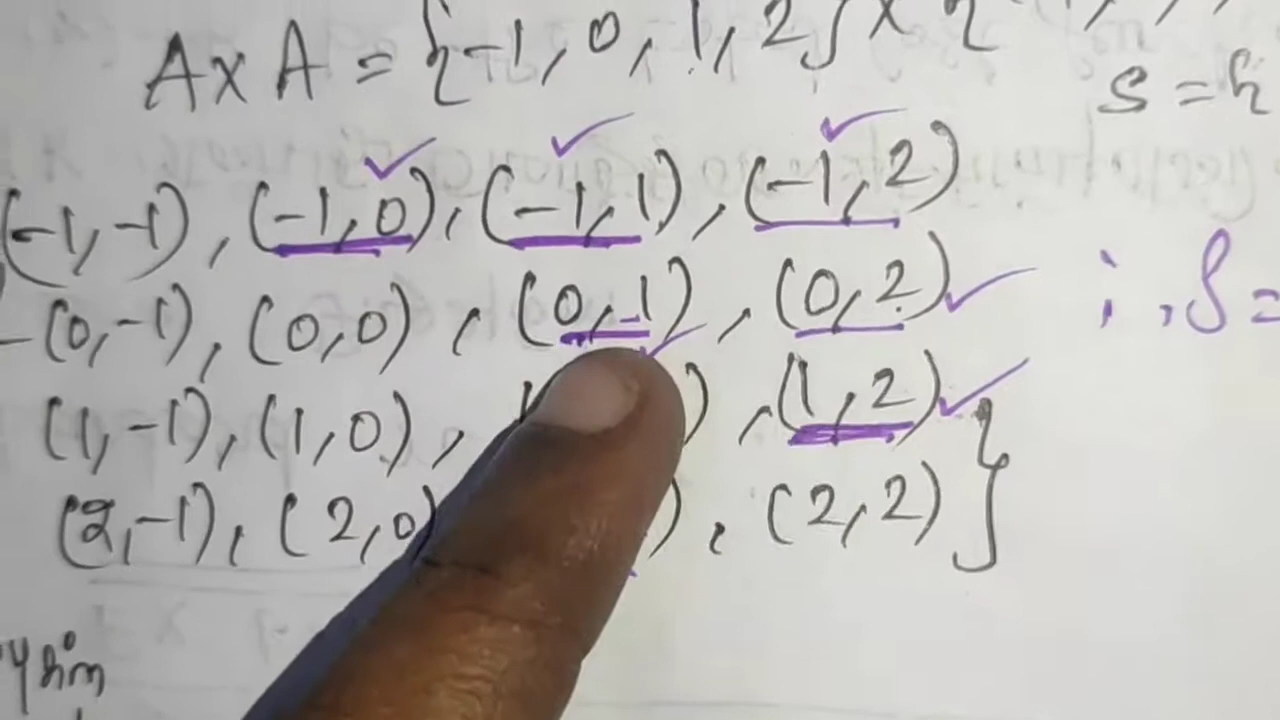 A x A = {-1, 0, 1, 2} x {
S = {
(-1, -1), (-1, 0), (-1, 1), (-1, 2)
(0, -1), (0, 0), (0, 1), (0, 2)
(1, -1), (1, 0), (1, 2)
(2, -1), (2, 0), (2, 2)}